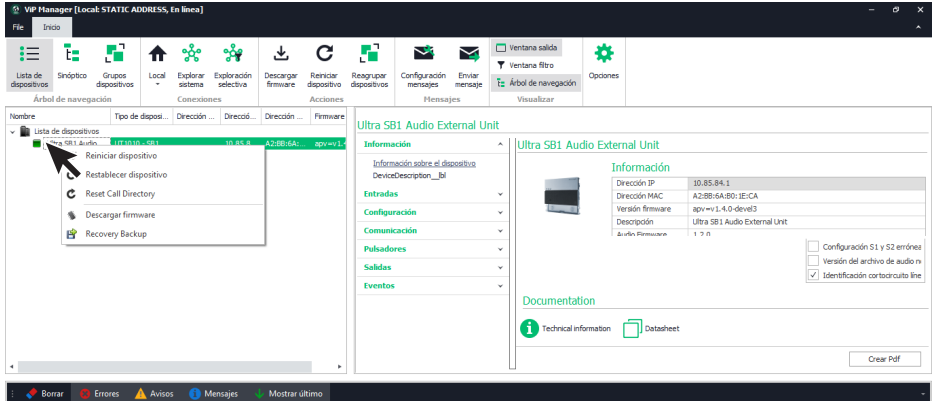 ViP Manager [Local: STATIC ADDRESS, En línea]
File Inicio
Lista de dispositivos
Sinóptico
Grupos dispositivos
Local
Explorar sistema
Exploración selectiva
Descargar firmware
Reiniciar dispositivo
Reagrupar dispositivos
Configuración mensajes
Enviar mensaje
Ventana salida
Ventana filtro
Árbol de navegación
Opciones
Árbol de navegación Conexiones Acciones Mensajes Visualizar
Nombre Tipo de disposi... Dirección ... Direcció... Dirección ... Firmware
Lista de dispositivos
Ultra SB1 Audio UT1010 - SB1 10.85.8 A2:BB:6A:... apv=v1.4
Reiniciar dispositivo
Restablecer dispositivo
Reset Call Directory
Descargar firmware
Recovery Backup
Ultra SB1 Audio External Unit
Información
Información sobre el dispositivo
DeviceDescription__lbl
Entradas
Configuración
Comunicación
Pulsadores
Salidas
Eventos
Ultra SB1 Audio External Unit
Información
Dirección IP 10.85.84.1
Dirección MAC A2:BB:6A:B0:1E:CA
Versión firmware apv=v1.4.0-devel3
Descripción Ultra SB1 Audio External Unit
Audio Firmware 1.2.0
Configuración S1 y S2 errónea
Versión del archivo de audio n
Identificación cortocircuito líne
Documentation
Technical information Datasheet
Crear Pdf
Borrar Errores Avisos Mensajes Mostrar último